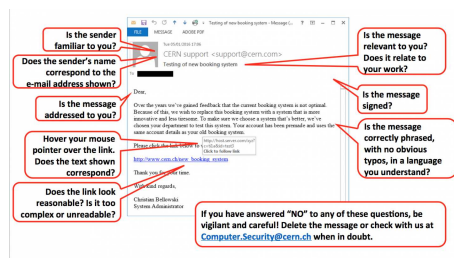 Testing of new booking system - Message (...
FILE MESSAGE ADOBE PDF
Tue 05/01/2016 17:06
CERN support <support@cern.com>
Testing of new booking system
To
Is the sender
familiar to you?
Does the sender's name
correspond to the
e-mail address shown?
Is the message
addressed to you?
Hover your mouse
pointer over the link.
Does the text shown
correspond?
Does the link look
reasonable? Is it too
complex or unreadable?
Is the message
relevant to you?
Does it relate to
your work?
Is the message
signed?
Is the message
correctly phrased,
with no obvious
typos, in a language
you understand?
Dear,
Over the years we've gained feedback that the current booking system is not optimal.
Because of this, we wish to replace this booking system with a system that is more
innovative and less tiresome. To make sure we choose a system that's better, we've
chosen your department to test this system. Your account has been premade and uses the
same account details as your old booking system.
Please click the link below to
Click to follow link
http://www.cern.ch/new_booking_system
Thank you for your time.
With kind regards,
Christian Bellowski
System Administrator
If you have answered "NO" to any of these questions, be
vigilant and careful! Delete the message or check with us at
Computer.Security@cern.ch when in doubt.